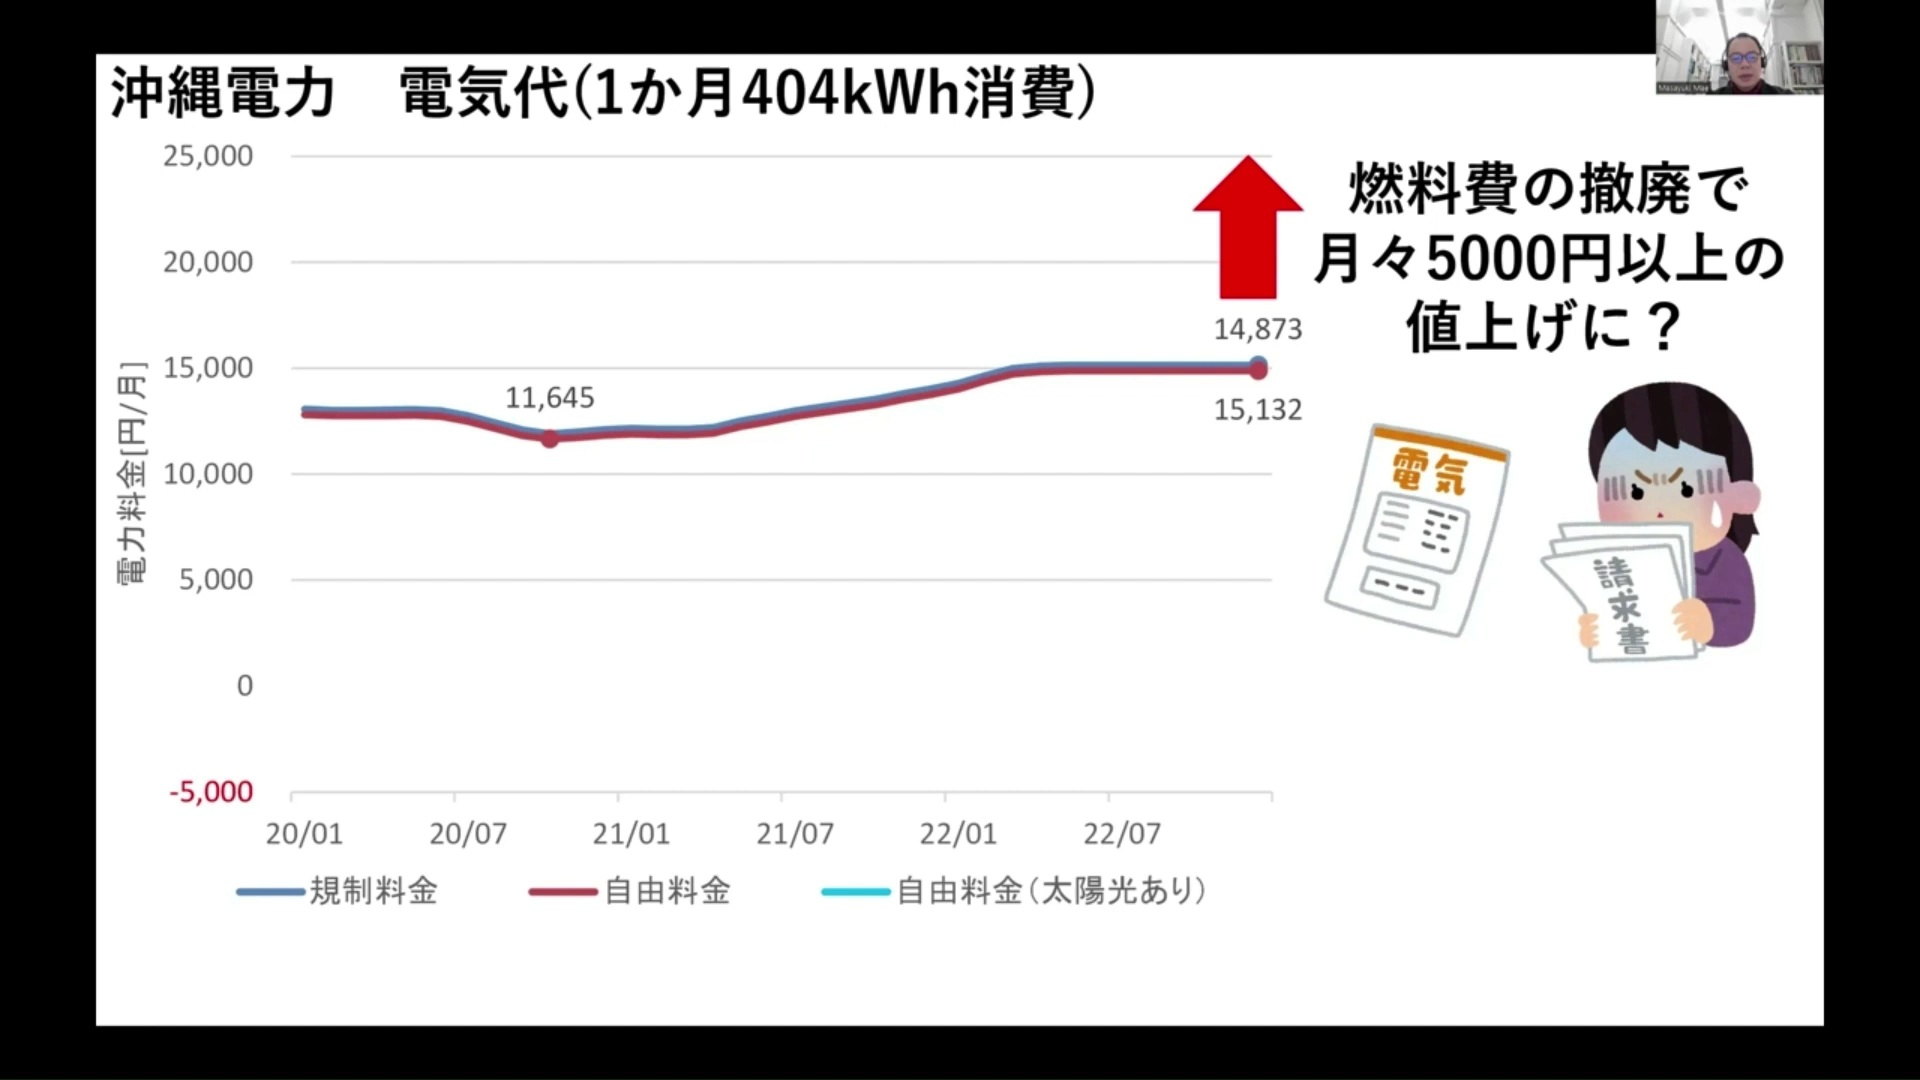 沖縄電力　電気代(1か月404kWh消費)
Masayuki Mae
燃料費の撤廃で
月々5000円以上の
値上げに？
電力料金[円/月]
25,000
20,000
15,000
10,000
5,000
0
-5,000
11,645
14,873
15,132
20/01
20/07
21/01
21/07
22/01
22/07
規制料金
自由料金
自由料金（太陽光あり）
電気
請求書